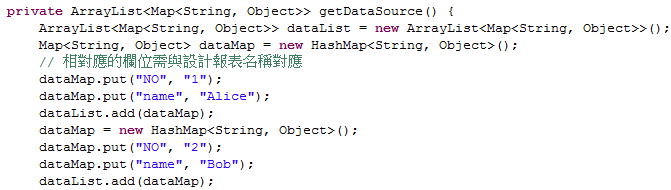 private ArrayList<Map<String, Object>> getDataSource() {
    ArrayList<Map<String, Object>> dataList = new ArrayList<Map<String, Object>>();
    Map<String, Object> dataMap = new HashMap<String, Object>();
    // 相對應的欄位需與設計報表名稱對應
    dataMap.put("NO", "1");
    dataMap.put("name", "Alice");
    dataList.add(dataMap);
    dataMap = new HashMap<String, Object>();
    dataMap.put("NO", "2");
    dataMap.put("name", "Bob");
    dataList.add(dataMap);